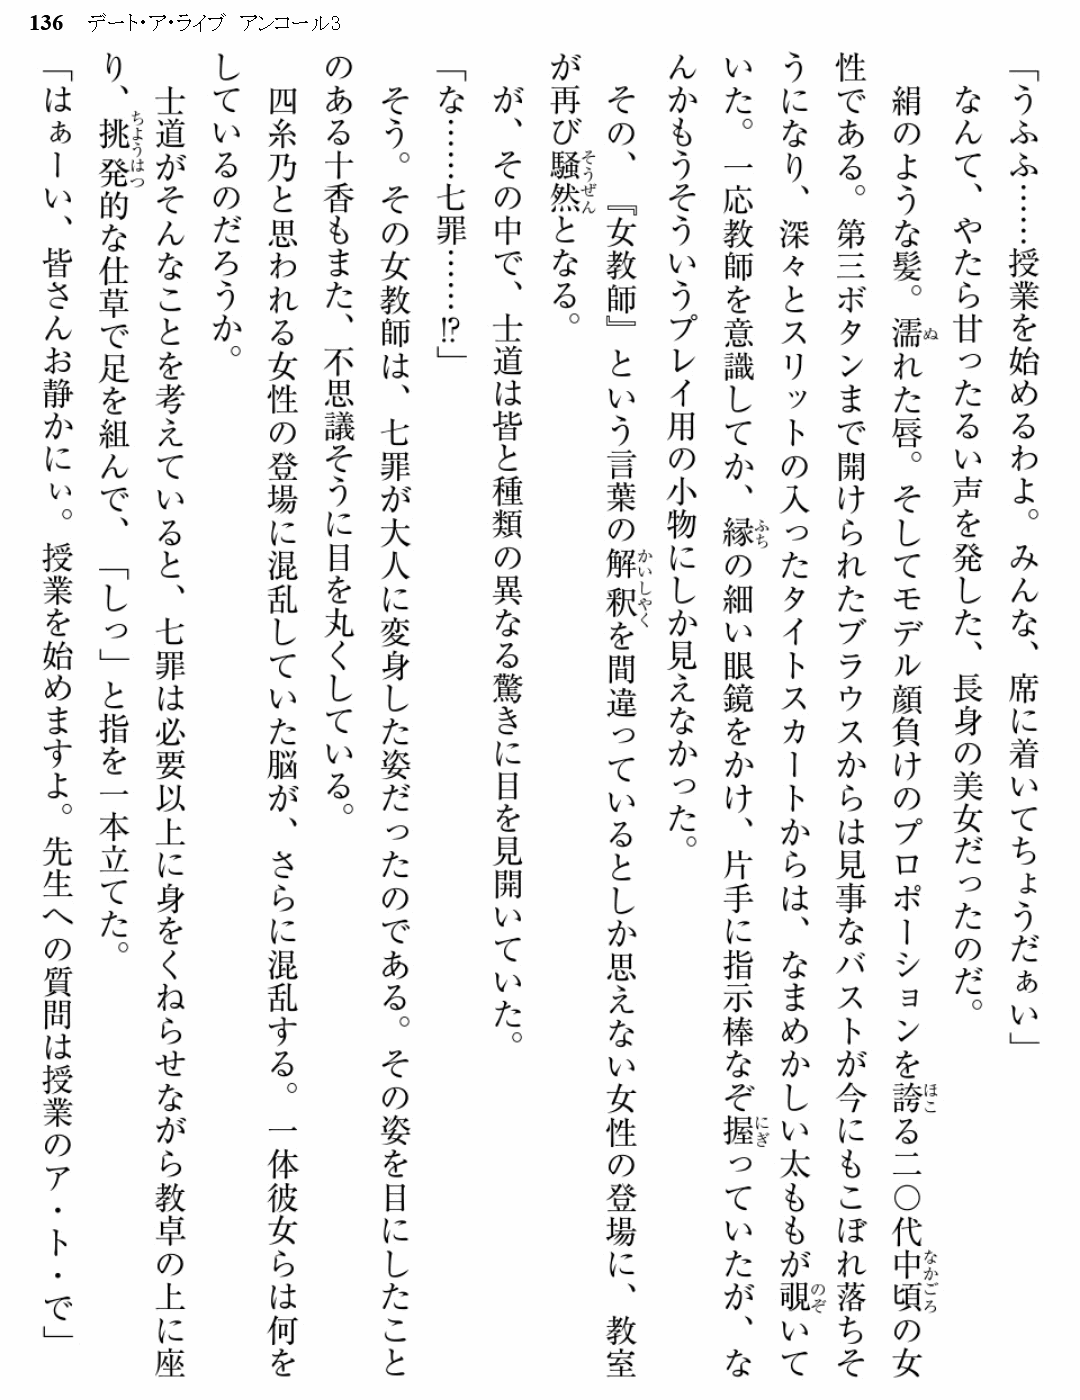 136 デート・ア・ライブ アンコール3
「うふふ……授業を始めるわよ。みんな、席に着いてちょうだぁい」
なんて、やたら甘ったるい声を発した、長身の美女だったのだ。
絹のような髪。濡れた唇。そしてモデル顔負けのプロポーションを誇る二〇代中頃の女
性である。第三ボタンまで開けられたブラウスからは見事なバストが今にもこぼれ落ちそ
うになり、深々とスリットの入ったタイトスカートからは、なまめかしい太ももが覗いて
いた。一応教師を意識してか、縁の細い眼鏡をかけ、片手に指示棒なぞ握っていたが、な
んかもうそういうプレイ用の小物にしか見えなかった。
その、『女教師』という言葉の解釈を間違っているとしか思えない女性の登場に、教室
が再び騒然となる。
が、その中で、士道は皆と種類の異なる驚きに目を見開いていた。
「な……七罪……⁉」
そう。その女教師は、七罪が大人に変身した姿だったのである。その姿を目にしたこと
のある十香もまた、不思議そうに目を丸くしている。
四糸乃と思われる女性の登場に混乱していた脳が、さらに混乱する。一体彼女らは何を
しているのだろうか。
士道がそんなことを考えていると、七罪は必要以上に身をくねらせながら教卓の上に座
り、挑発的な仕草で足を組んで、「しっ」と指を一本立てた。
「はぁーい、皆さんお静かにぃ。授業を始めますよ。先生への質問は授業のア・ト・で」